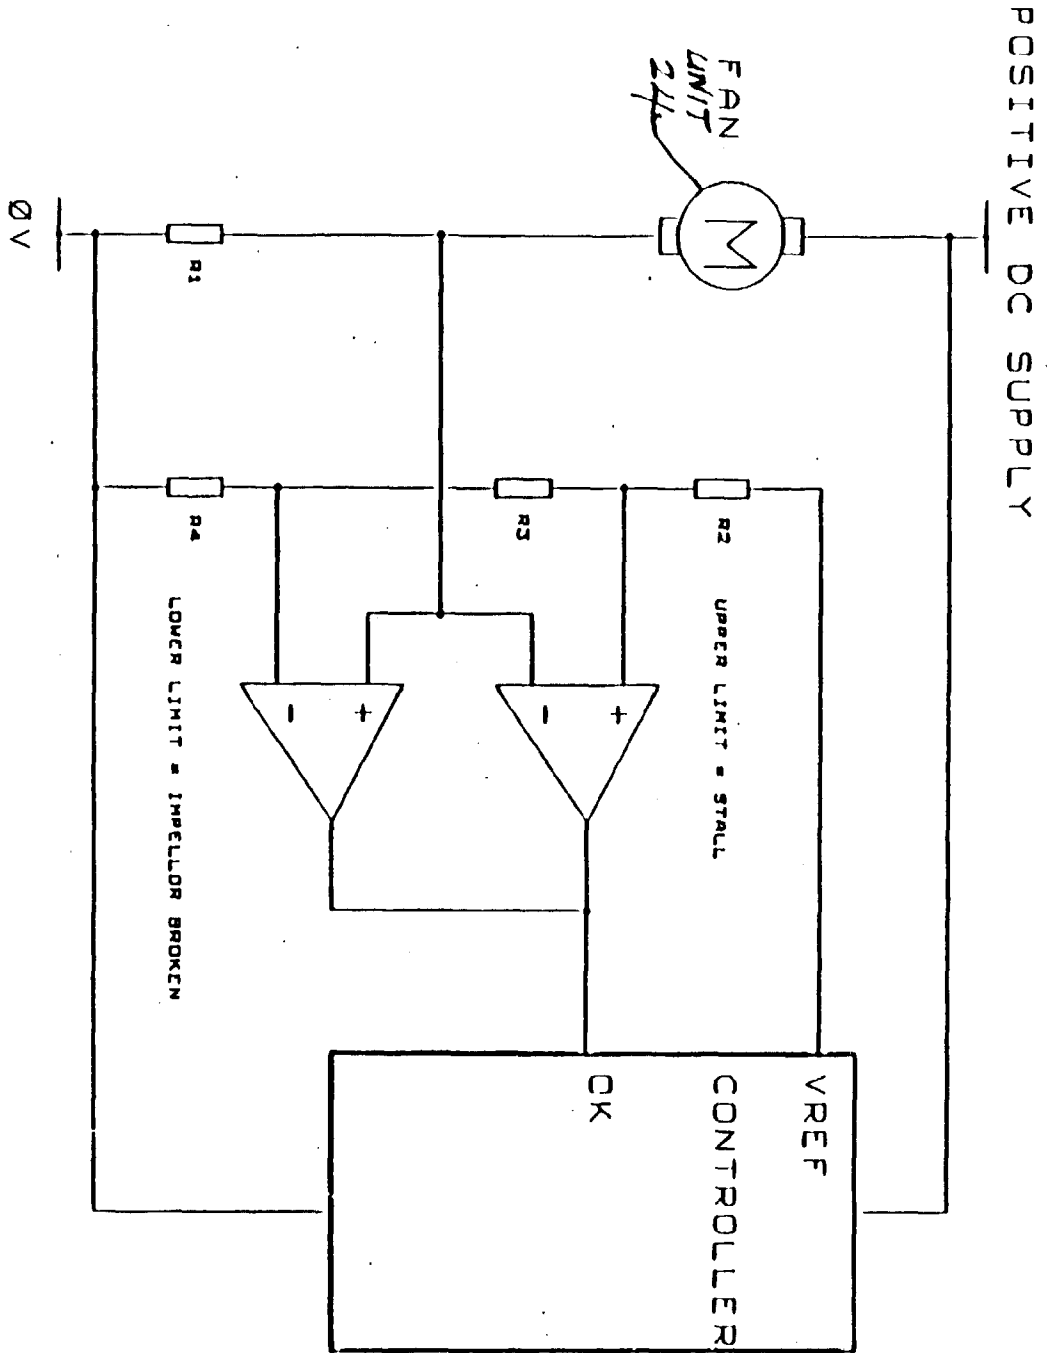 POSITIVE DC SUPPLY
FAN
UNIT
24.
M
R2
UPPER LIMIT = STALL
VREF
CONTROLLER
OK
+
-
R3
+
-
R1
R4
LOWER LIMIT = IMPELLOR BROKEN
0V